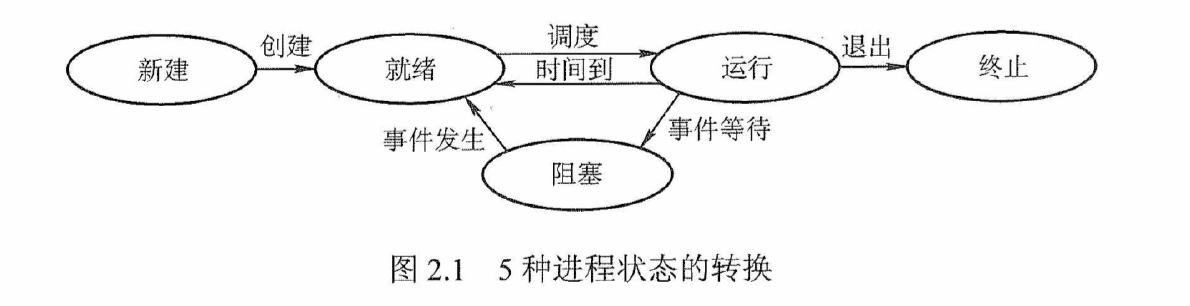 新建
创建
就绪
调度
时间到
运行
退出
终止
事件发生
事件等待
阻塞
图 2.1 5 种进程状态的转换